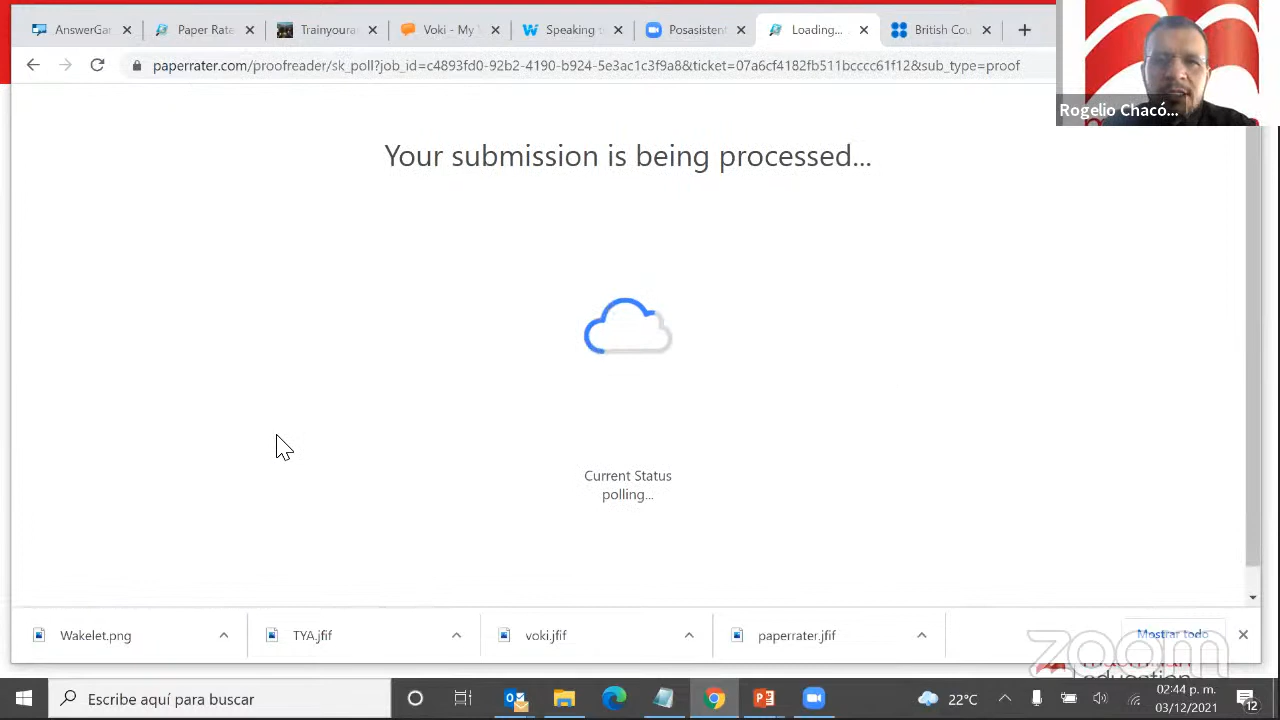 AnswerGar
Paper Rate
Trainyoura
Voki - My
Speaking t
Posasistent
Loading...
British Cou
paperrater.com/proofreader/sk_poll?job_id=c4893fd0-92b2-4190-b924-5e3ac1c3f9a8&ticket=07a6cf4182fb511bcccc61f12&sub_type=proof
Rogelio Chacó...
Your submission is being processed...
Current Status
polling...
Wakelet.png
TYA.jfif
voki.jfif
paperrater.jfif
Mostrar todo
zoom
education
Escribe aquí para buscar
22°C
02:44 p. m.
03/12/2021
12